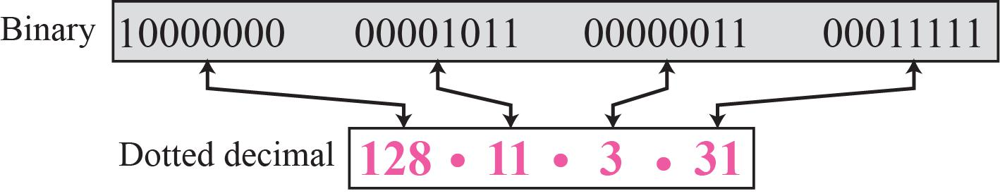 Binary 10000000 00001011 00000011 00011111
Dotted decimal 128 • 11 • 3 • 31